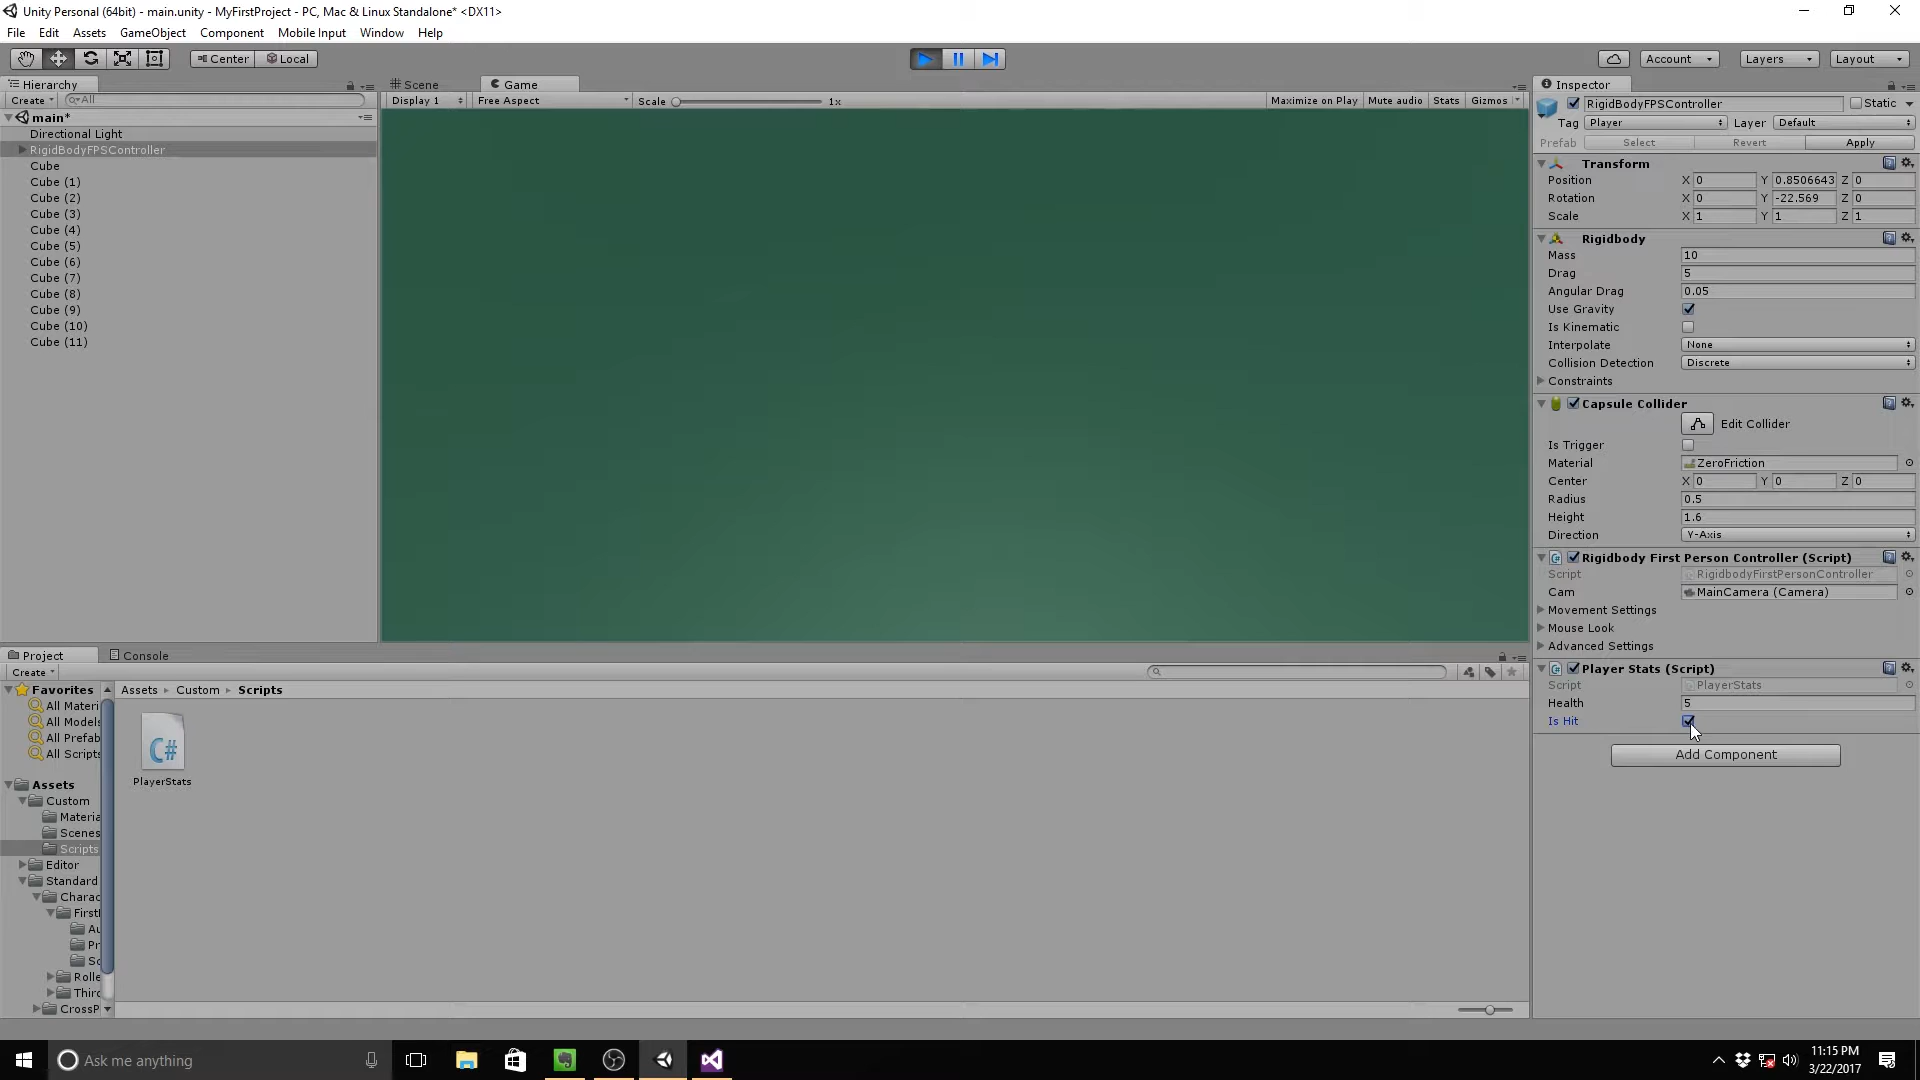 Unity Personal (64bit) - main.unity - MyFirstProject - PC, Mac & Linux Standalone* <DX11>
File Edit Assets GameObject Component Mobile Input Window Help
Center Local Account Layers Layout
Hierarchy
Create All
main*
Directional Light
RigidBodyFPSController
Cube
Cube (1)
Cube (2)
Cube (3)
Cube (4)
Cube (5)
Cube (6)
Cube (7)
Cube (8)
Cube (9)
Cube (10)
Cube (11)
Scene Game
Display 1 Free Aspect Scale 1x Maximize on Play Mute audio Stats Gizmos
Inspector
RigidBodyFPSController Static
Tag Player Layer Default
Prefab Select Revert Apply
Transform
Position X 0 Y 0.8506643 Z 0
Rotation X 0 Y -22.569 Z 0
Scale X 1 Y 1 Z 1
Rigidbody
Mass 10
Drag 5
Angular Drag 0.05
Use Gravity
Is Kinematic
Interpolate None
Collision Detection Discrete
Constraints
Capsule Collider
Edit Collider
Is Trigger
Material ZeroFriction
Center X 0 Y 0 Z 0
Radius 0.5
Height 1.6
Direction Y-Axis
C# Rigidbody First Person Controller (Script)
Script RigidbodyFirstPersonController
Cam MainCamera (Camera)
Movement Settings
Mouse Look
Advanced Settings
C# Player Stats (Script)
Script PlayerStats
Health 5
Is Hit
Add Component
Project Console
Create
Favorites
All Materi
All Models
All Prefab
All Scripts
Assets
Custom
Materia
Scenes
Scripts
Editor
Standard
Charac
First
Au
Pr
Sc
Rolle
Thir
CrossP
Assets Custom Scripts
C#
PlayerStats
Ask me anything
11:15 PM
3/22/2017